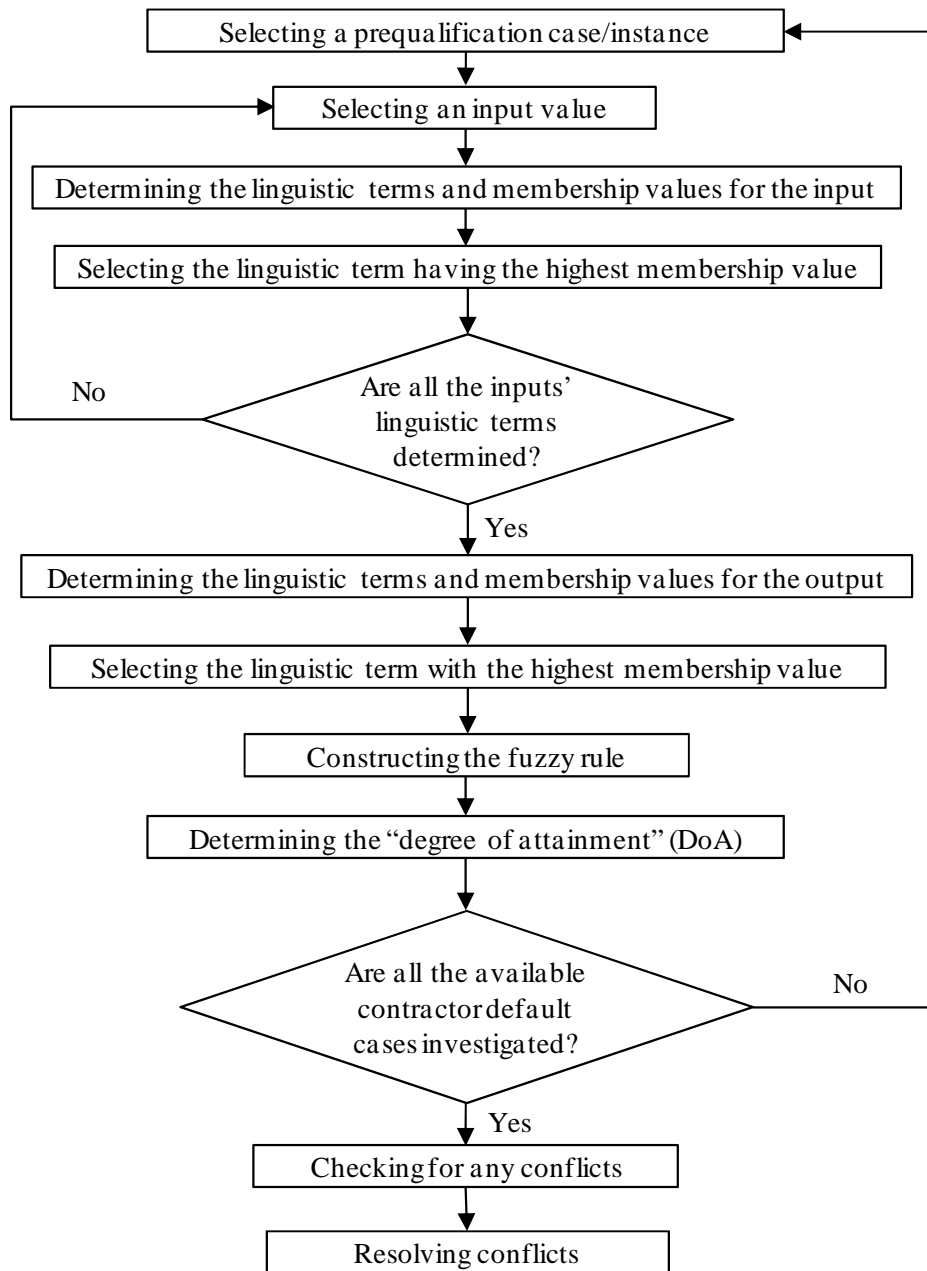 Selecting a prequalification case/instance
Selecting an input value
Determining the linguistic terms and membership values for the input
Selecting the linguistic term having the highest membership value
No
Are all the inputs’
linguistic terms
determined?
Yes
Determining the linguistic terms and membership values for the output
Selecting the linguistic term with the highest membership value
Constructing the fuzzy rule
Determining the “degree of attainment” (DoA)
Are all the available
contractor default
cases investigated?
No
Yes
Checking for any conflicts
Resolving conflicts